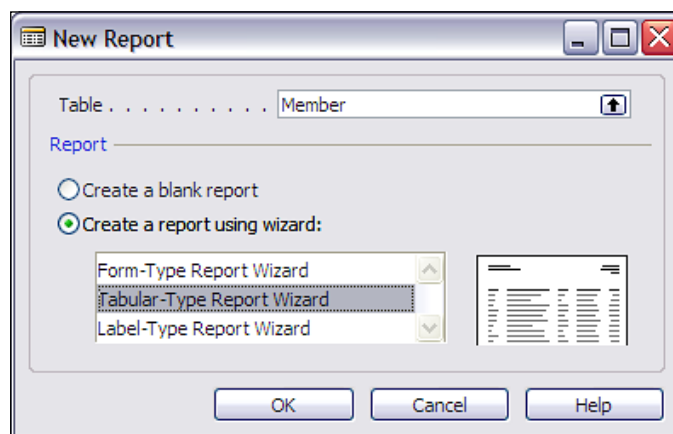 New Report
Table . . . . . . . . . . Member
Report
Create a blank report
Create a report using wizard:
Form-Type Report Wizard
Tabular-Type Report Wizard
Label-Type Report Wizard
OK Cancel Help